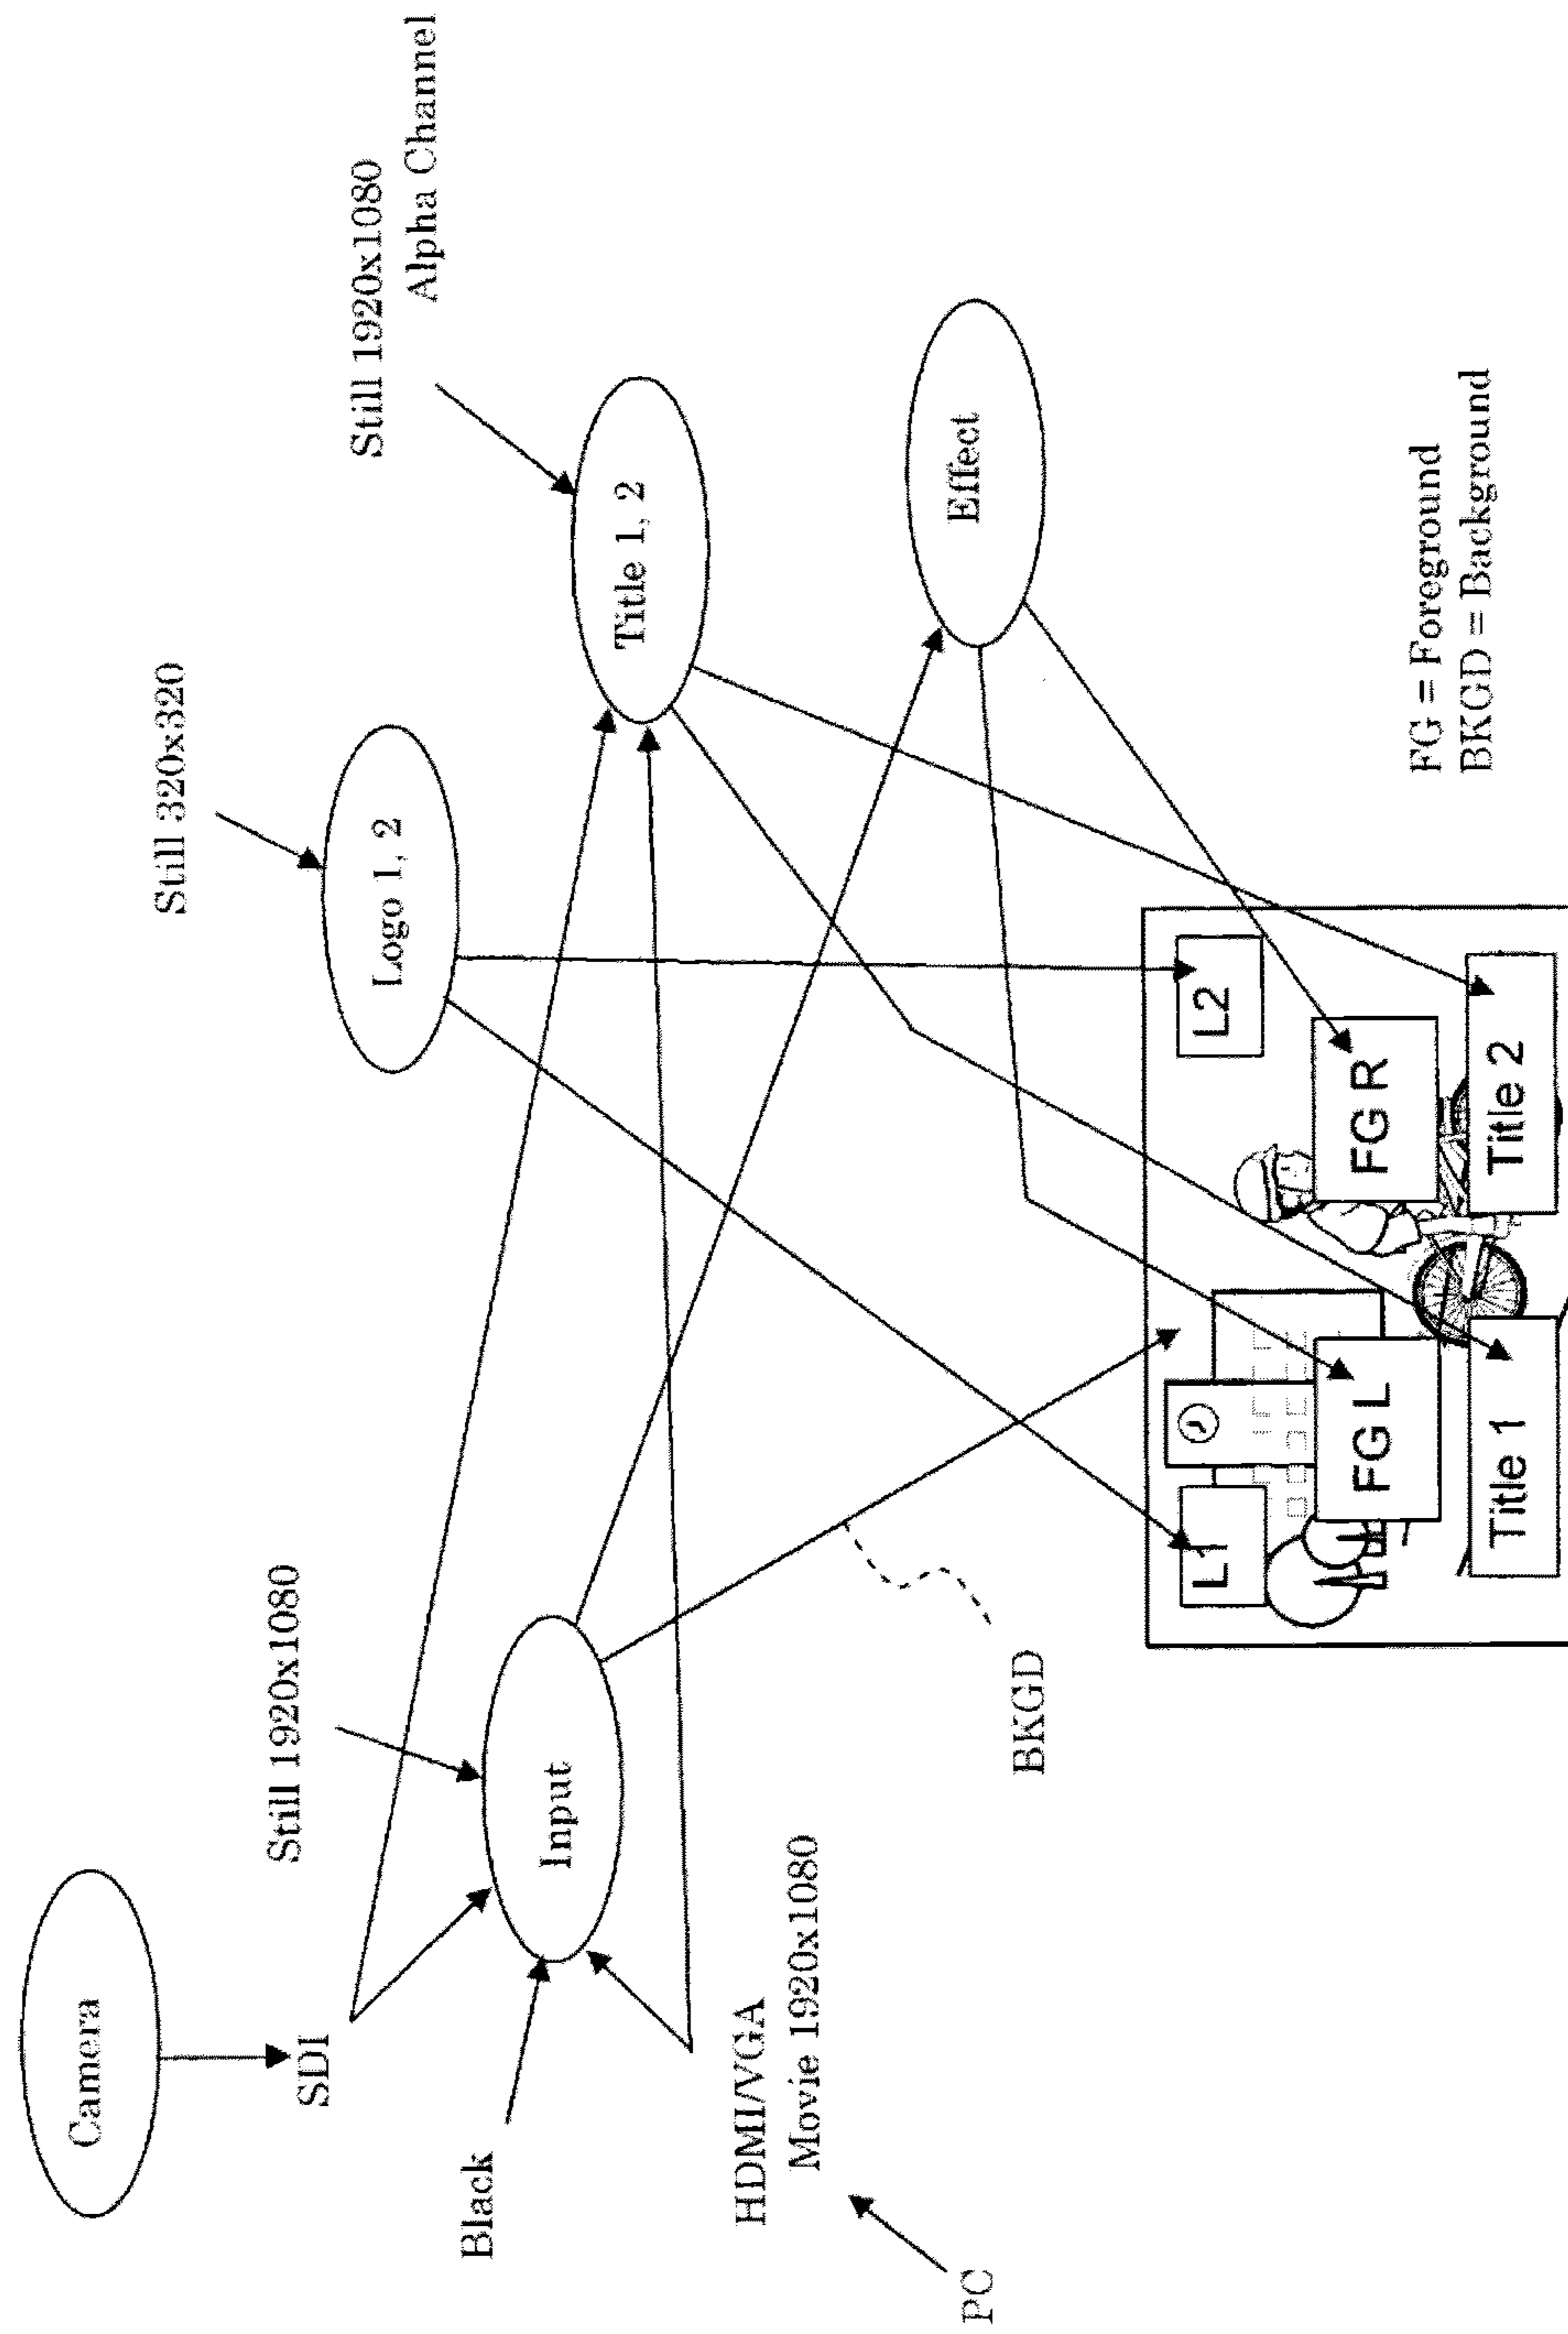 Camera
SDI
Black
HDMI/VGA
Movie 1920x1080
PC
Still 1920x1080
Input
BKGD
Still 320x320
Logo 1, 2
Still 1920x1080
Alpha Channel
Title 1, 2
Effect
L1
L2
FG L
FG R
Title 1
Title 2
FG = Foreground
BKGD = Background